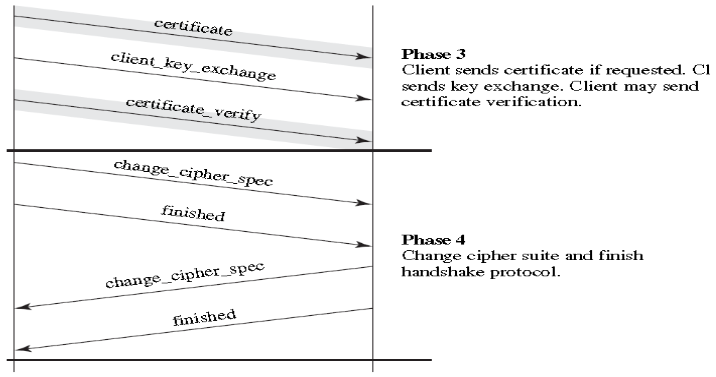 certificate
client_key_exchange
certificate_verify
Phase 3
Client sends certificate if requested. Cl
sends key exchange. Client may send
certificate verification.
change_cipher_spec
finished
change_cipher_spec
finished
Phase 4
Change cipher suite and finish
handshake protocol.